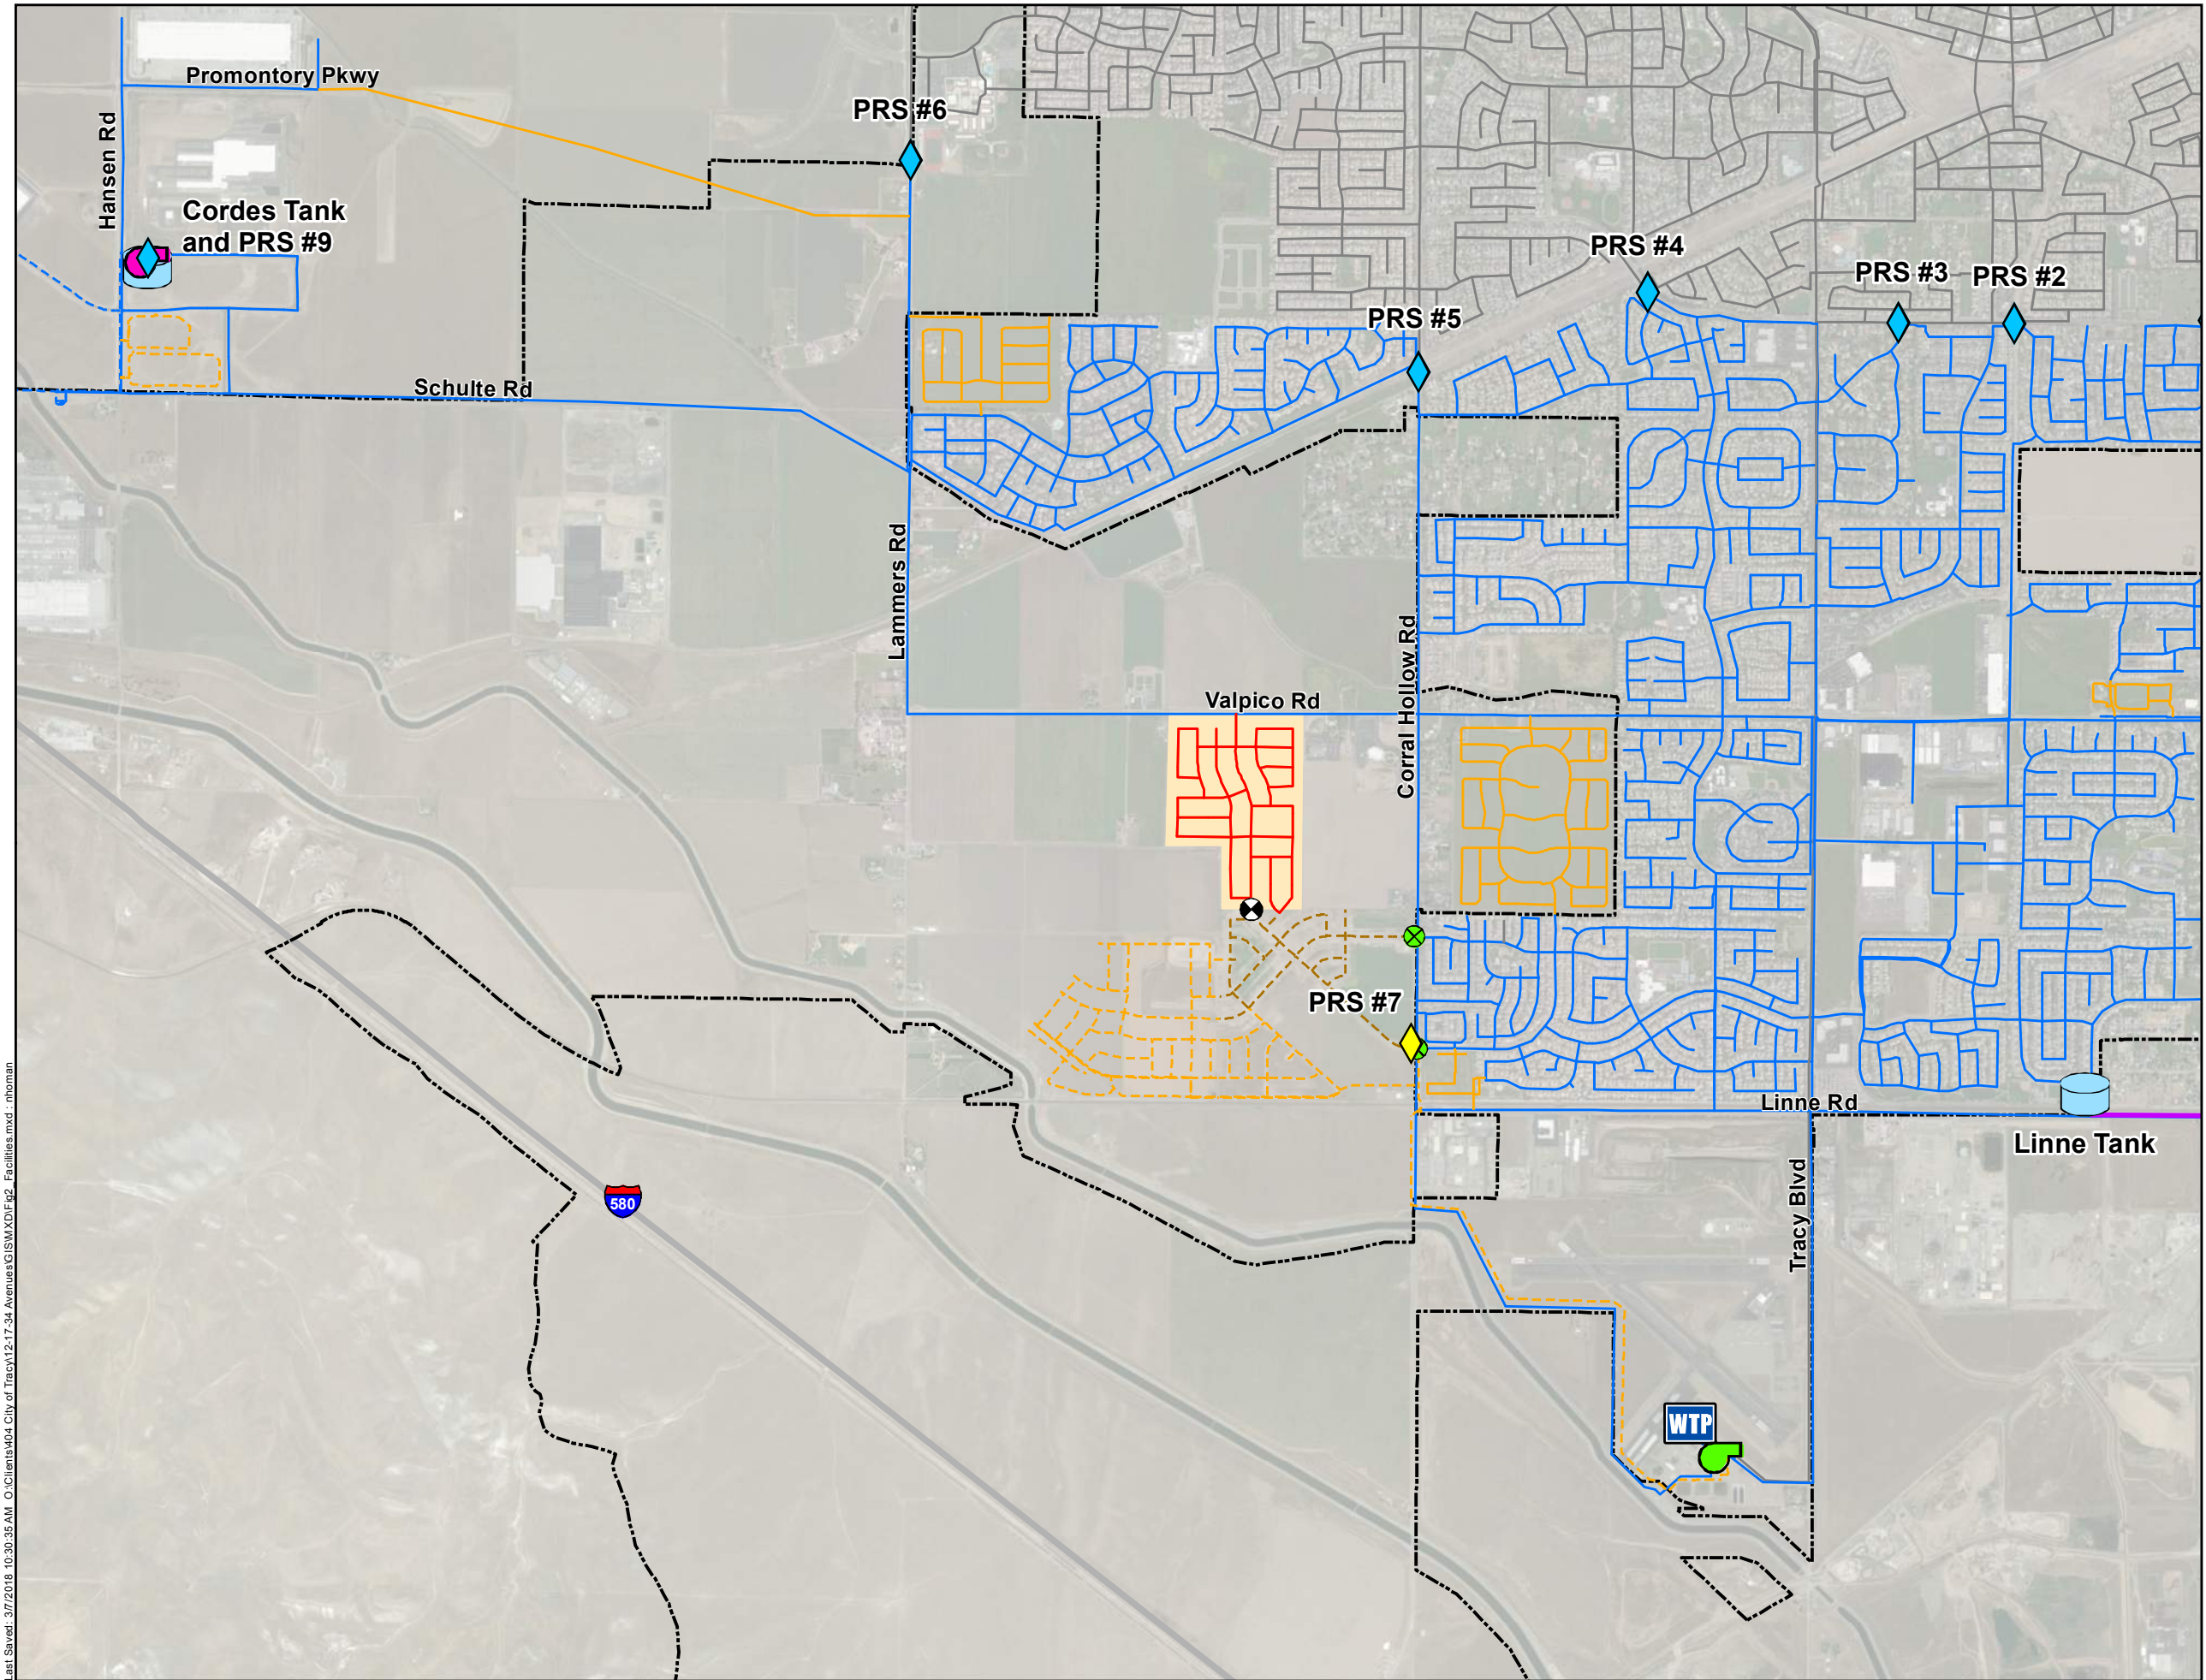 Promontory Pkwy
PRS #6
Hansen Rd
Cordes Tank
and PRS #9
PRS #4
PRS #3
PRS #2
PRS #5
Schulte Rd
Lammers Rd
Corral Hollow Rd
Valpico Rd
PRS #7
Linne Rd
Linne Tank
Tracy Blvd
580
WTP
Last Saved: 3/7/2018 10:30:35 AM O:\Clients\404 City of Tracy\12-17-34 Avenues\GIS\MXD\Fig2_Facilities.mxd : nhoman